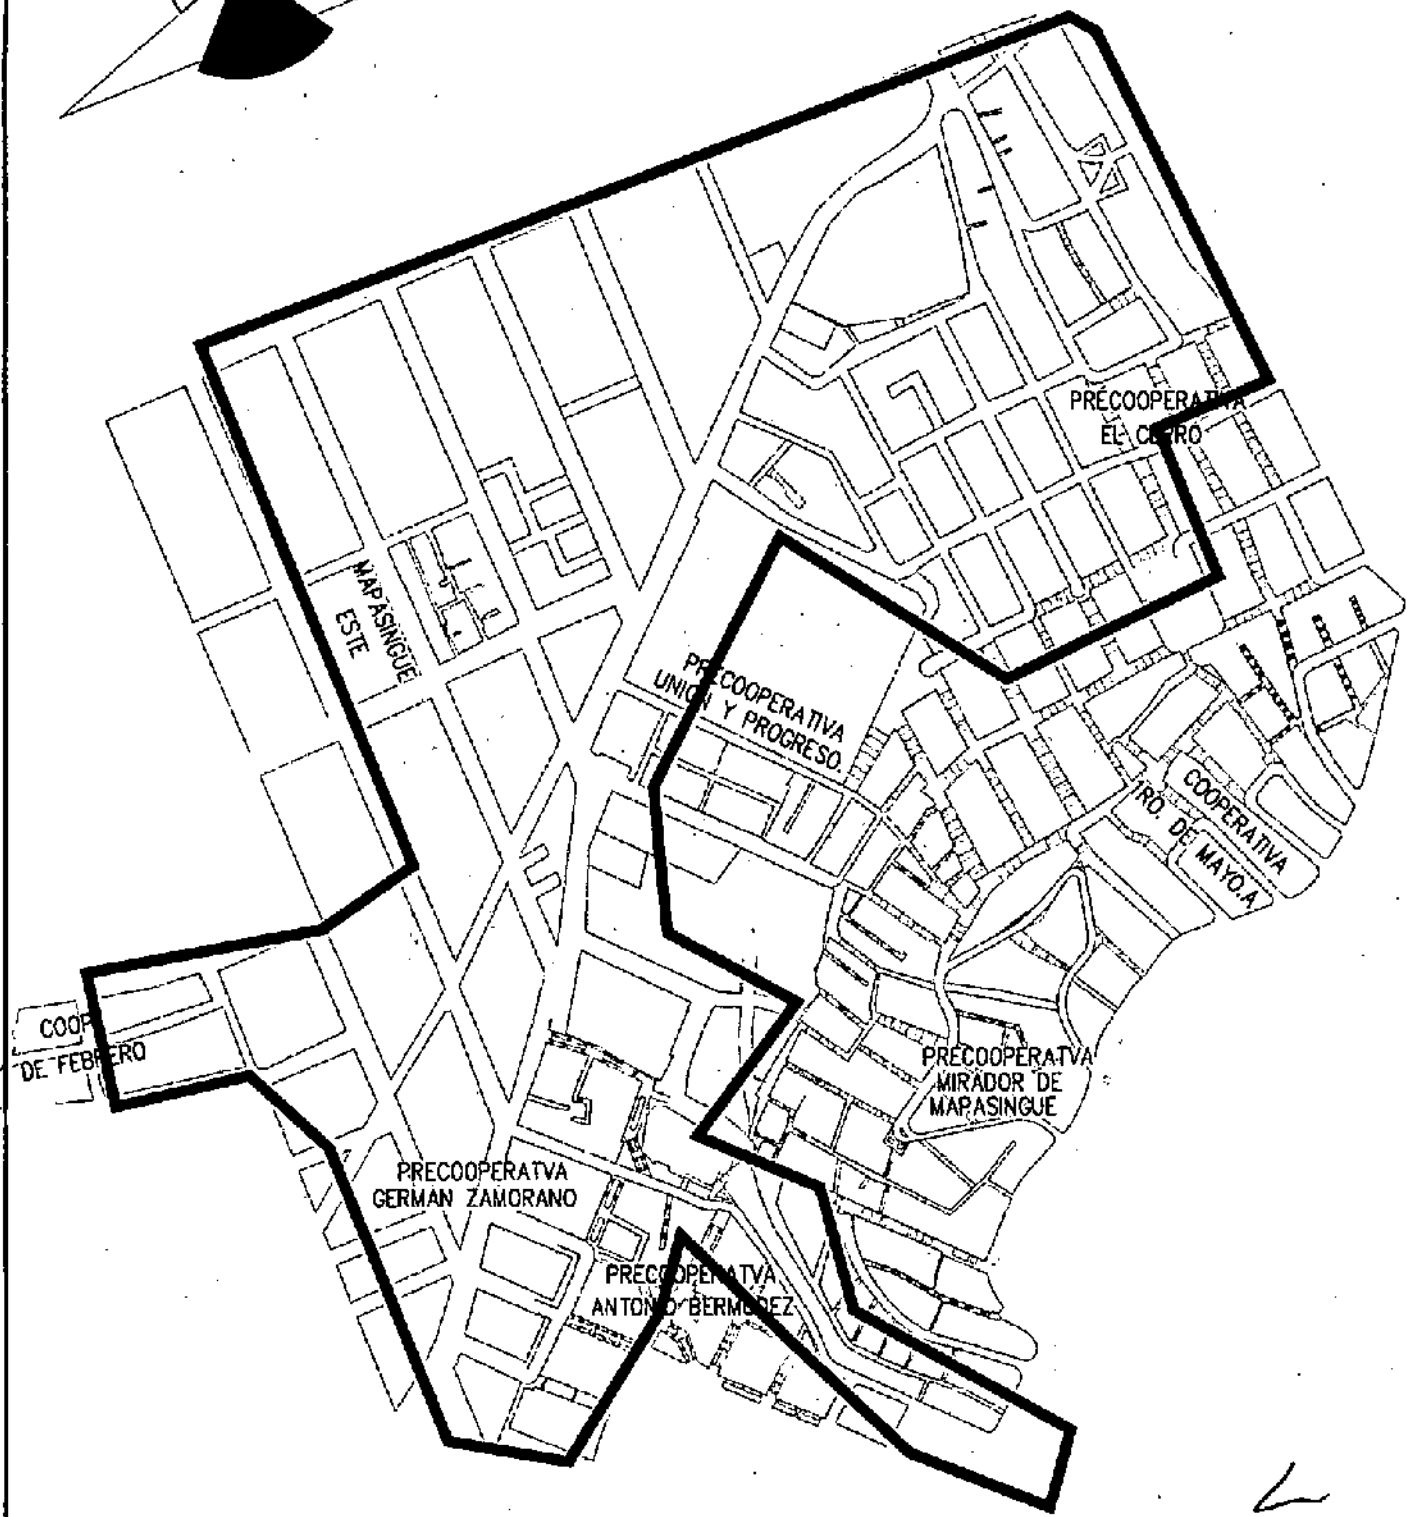 PRECOOPERATIVA
EL CERRO
MAPASINGUE
ESTE
PRECOOPERATIVA
UNION Y PROGRESO.
COOPERATIVA
1RO. DE MAYO.A
COOP
DE FEBRERO
PRECOOPERATVA
MIRADOR DE
MAPASINGUE
PRECOOPERATVA
GERMAN ZAMORANO
PRECOOPERATVA
ANTONIO BERMUDEZ